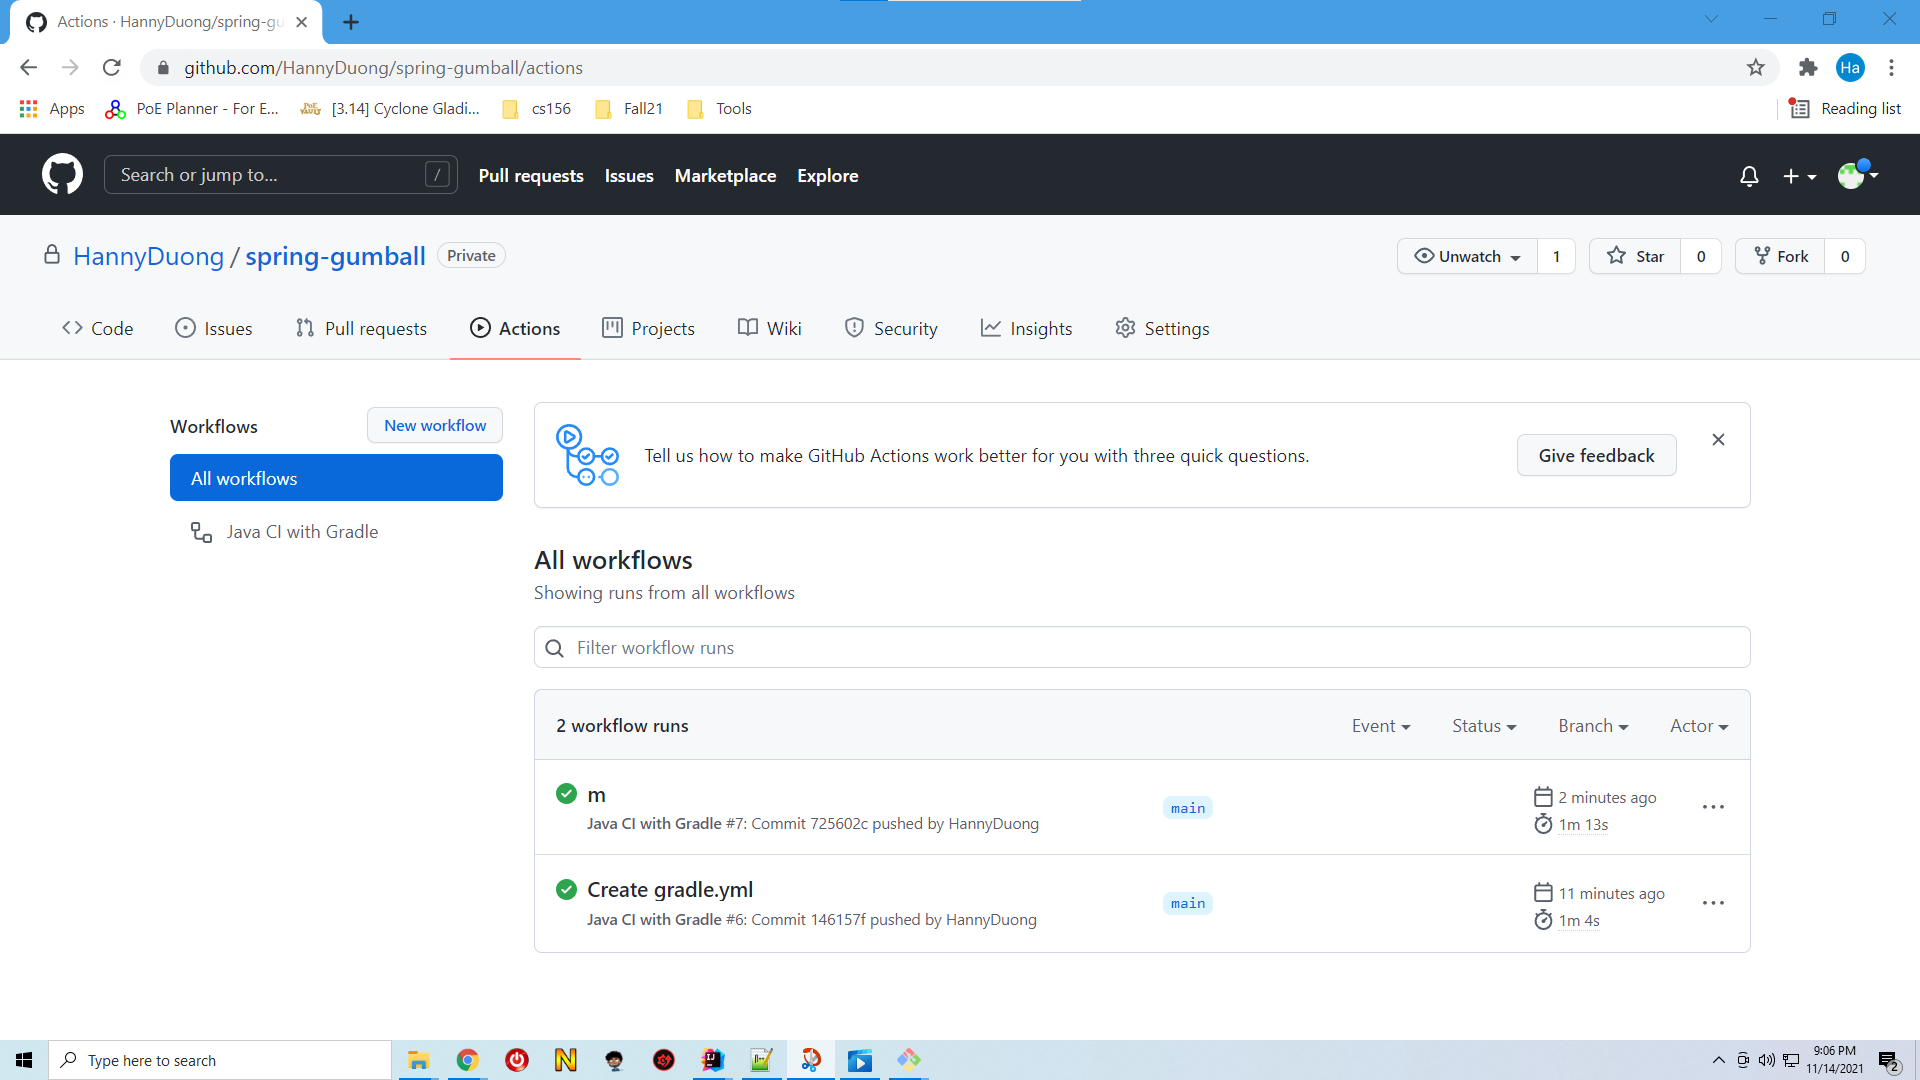 Actions · HannyDuong/spring-gu
github.com/HannyDuong/spring-gumball/actions
Ha
Apps
PoE Planner - For E...
[3.14] Cyclone Gladi...
cs156
Fall21
Tools
Reading list
Search or jump to...
/
Pull requests
Issues
Marketplace
Explore
HannyDuong / spring-gumball
Private
Unwatch
1
Star
0
Fork
0
Code
Issues
Pull requests
Actions
Projects
Wiki
Security
Insights
Settings
Workflows
New workflow
All workflows
Java CI with Gradle
Tell us how to make GitHub Actions work better for you with three quick questions.
Give feedback
All workflows
Showing runs from all workflows
Filter workflow runs
2 workflow runs
Event
Status
Branch
Actor
m
Java CI with Gradle #7: Commit 725602c pushed by HannyDuong
main
2 minutes ago
1m 13s
Create gradle.yml
Java CI with Gradle #6: Commit 146157f pushed by HannyDuong
main
11 minutes ago
1m 4s
Type here to search
9:06 PM
11/14/2021
2